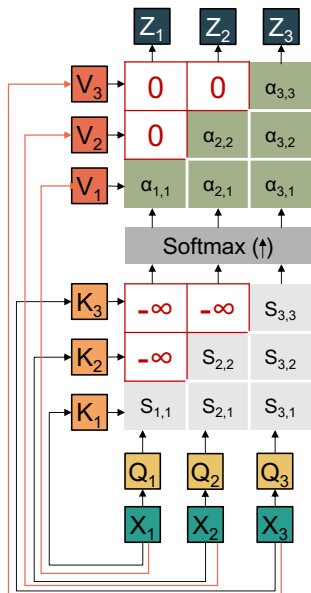 Z₁ Z₂ Z₃
V₃ 0 0 α₃,₃
V₂ 0 α₂,₂ α₃,₂
V₁ α₁,₁ α₂,₁ α₃,₁
Softmax (↑)
K₃ -∞ -∞ S₃,₃
K₂ -∞ S₂,₂ S₃,₂
K₁ S₁,₁ S₂,₁ S₃,₁
Q₁ Q₂ Q₃
X₁ X₂ X₃